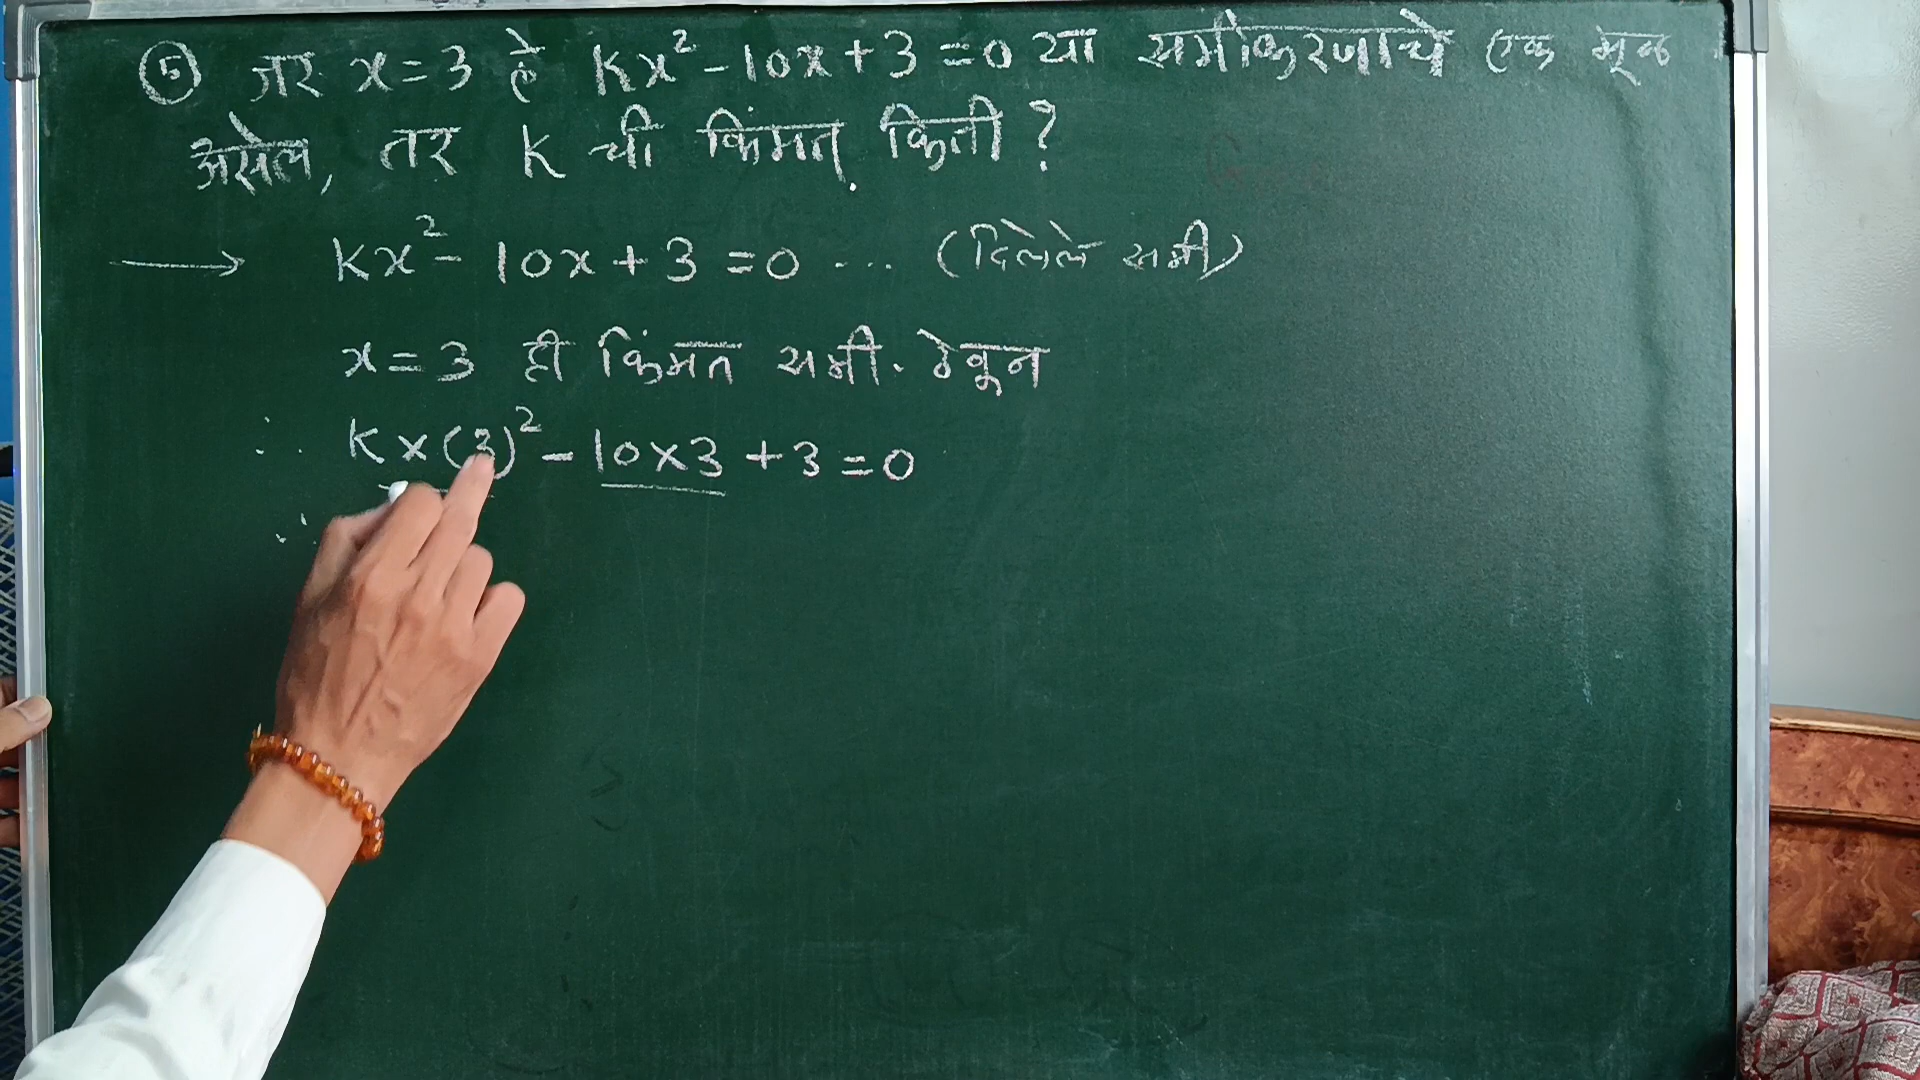 ⑤ जर x = 3 हे kx² - 10x + 3 = 0 या समीकरणाचे एक मूळ
असेल, तर k ची किंमत किती ?
→ kx² - 10x + 3 = 0 ... (दिलेले समी)
x = 3 ही किंमत समी. ठेवून
∴ k × (3)² - 10 × 3 + 3 = 0
∴